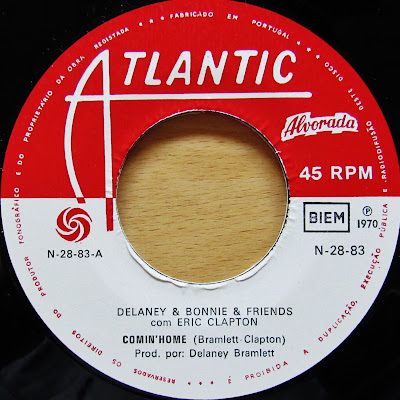 OS DIREITOS DO PRODUTOR FONOGRÁFICO E DO PROPRIETÁRIO DA OBRA REGISTADA RESERVADOS
FABRICADO EM PORTUGAL
É PROIBIDA A DUPLICAÇÃO, EXECUÇÃO PÚBLICA E RADIODIFUSÃO DESTE DISCO
ATLANTIC
Alvorada
45 RPM
BIEM
℗ 1970
N-28-83-A
N-28-83
DELANEY & BONNIE & FRIENDS
com ERIC CLAPTON
COMIN'HOME (Bramlett-Clapton)
Prod. por: Delaney Bramlett